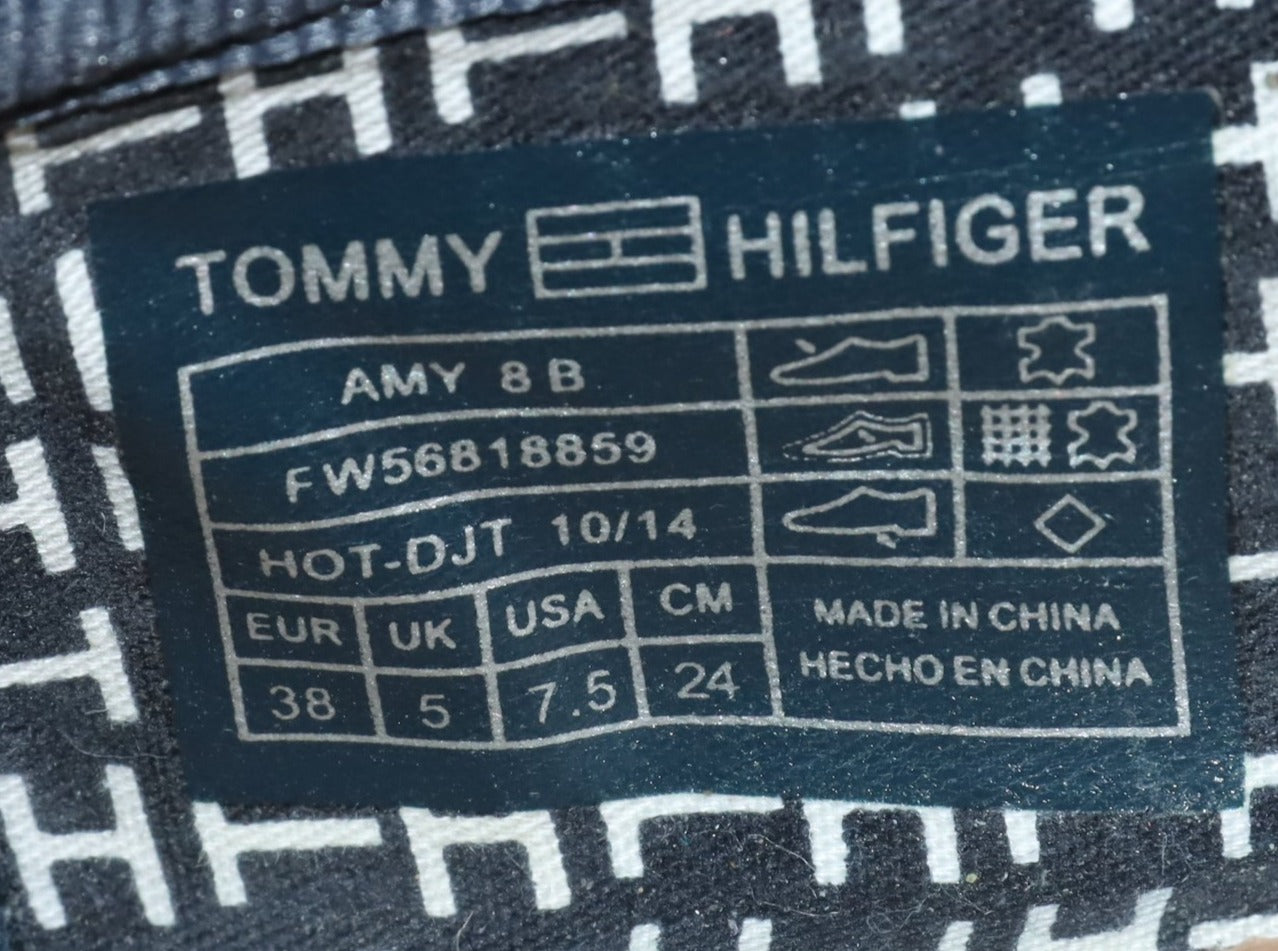 TOMMY HILFIGER
AMY 8 B
FW56818859
HOT-DJT 10/14
EUR UK USA CM
38 5 7.5 24
MADE IN CHINA
HECHO EN CHINA